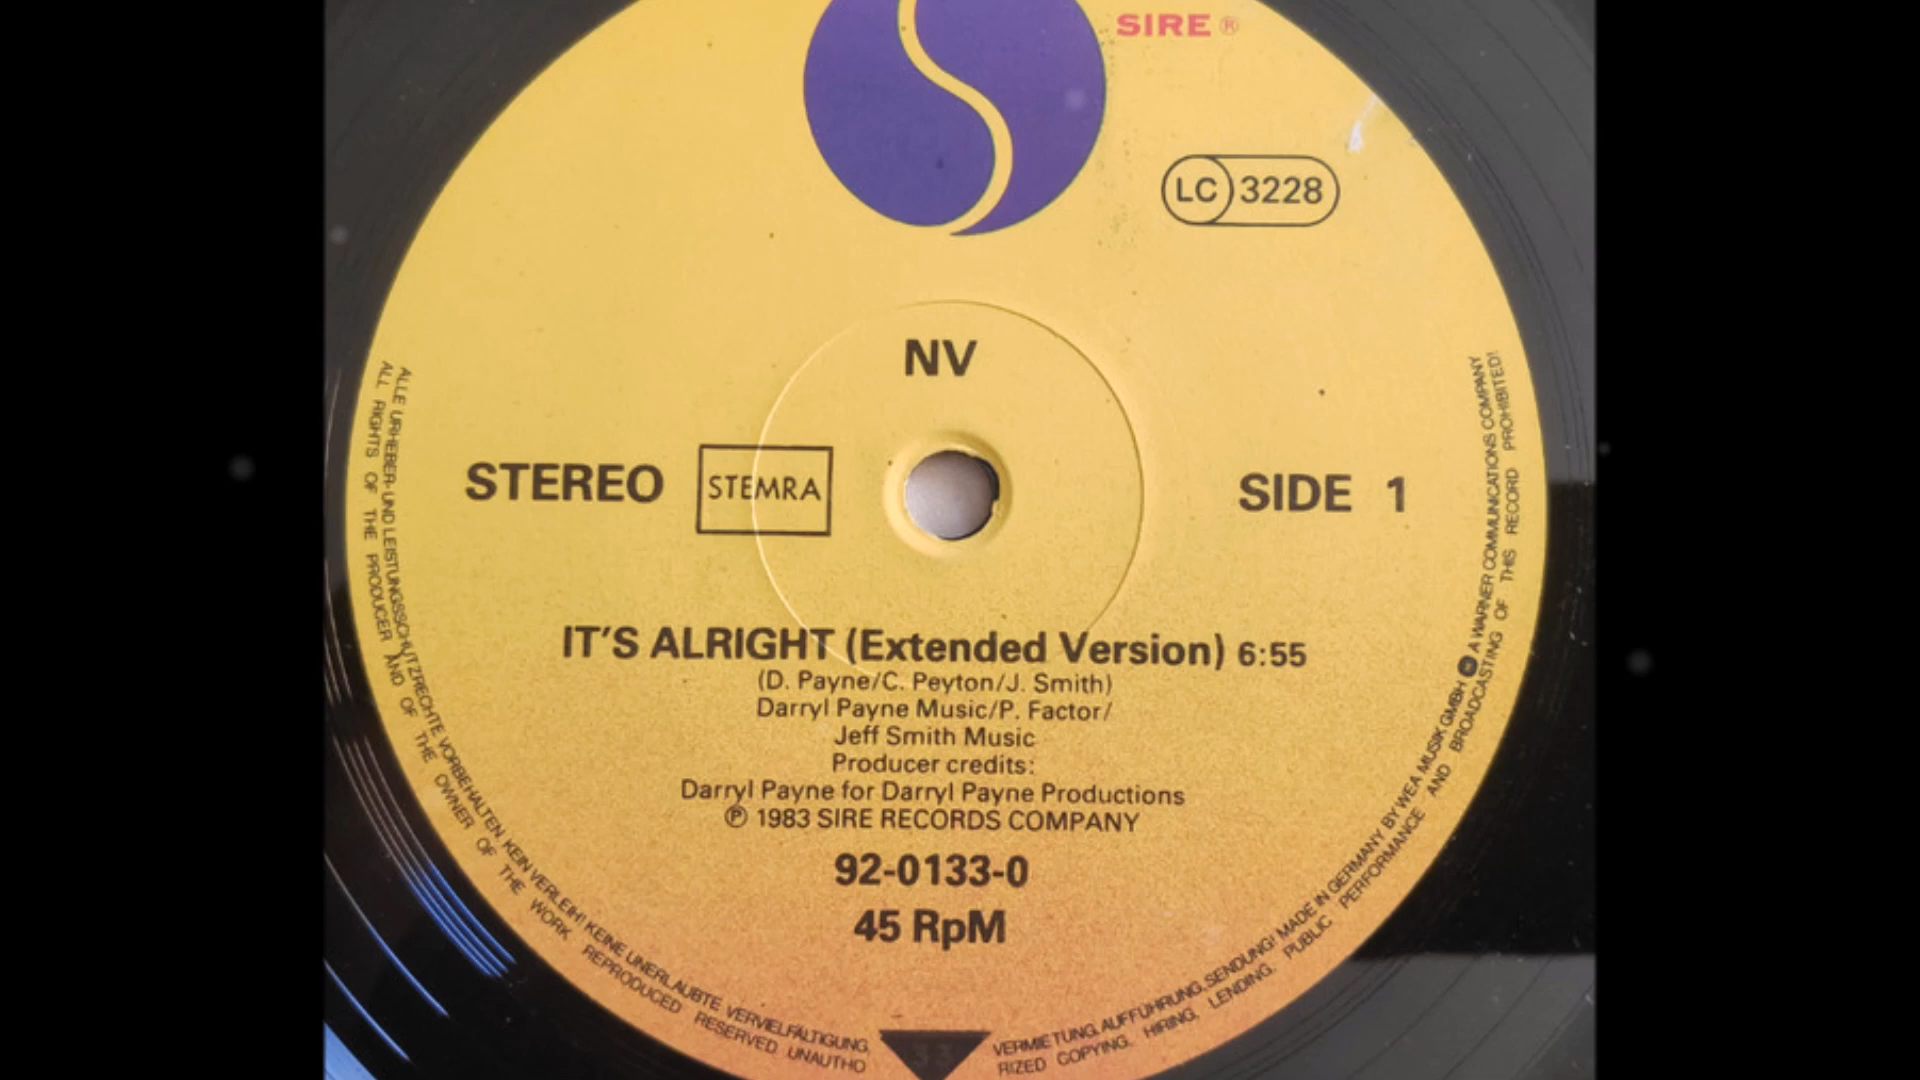 SIRE ®
LC 3228
NV
STEREO STEMRA SIDE 1
IT'S ALRIGHT (Extended Version) 6:55
(D. Payne/C. Peyton/J. Smith)
Darryl Payne Music/P. Factor/
Jeff Smith Music
Producer credits:
Darryl Payne for Darryl Payne Productions
℗ 1983 SIRE RECORDS COMPANY
92-0133-0
45 RpM
ALLE URHEBER- UND LEISTUNGSSCHUTZRECHTE VORBEHALTEN. KEIN VERLEIH! KEINE UNERLAUBTE VERVIELFÄLTIGUNG,
VERMIETUNG, AUFFÜHRUNG, SENDUNG! MADE IN GERMANY BY WEA MUSIK GMBH A WARNER COMMUNICATIONS COMPANY
ALL RIGHTS OF THE PRODUCER AND OF THE OWNER OF THE WORK REPRODUCED RESERVED UNAUTHO
RIZED COPYING, HIRING, LENDING, PUBLIC PERFORMANCE AND BROADCASTING OF THIS RECORD PROHIBITED!
33